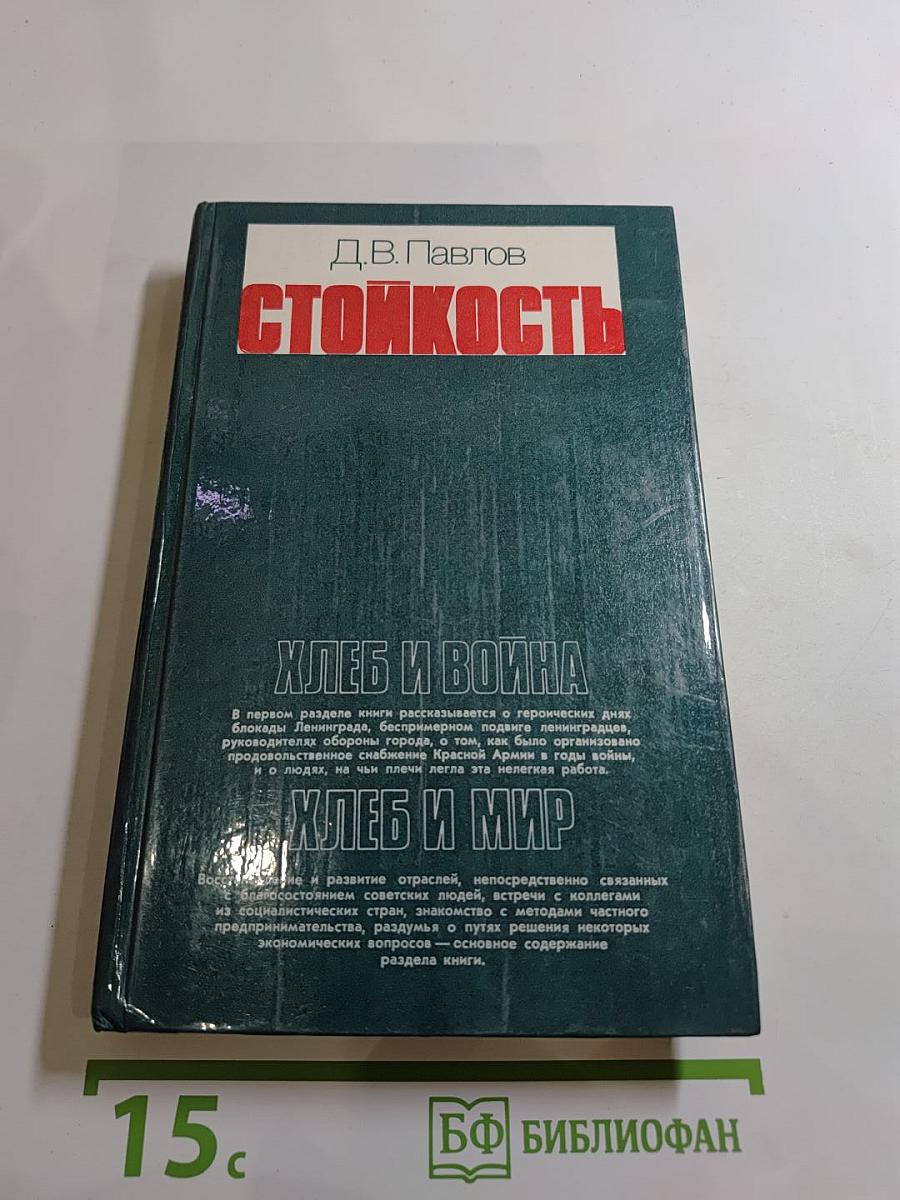 Д.В. Павлов
СТОЙКОСТЬ
ХЛЕБ И ВОЙНА
В первом разделе книги рассказывается о героических днях
блокады Ленинграда, беспримерном подвиге ленинградцев,
руководителях обороны города, о том, как было организовано
продовольственное снабжение Красной Армии в годы войны,
и о людях, на чьи плечи легла эта нелегкая работа.
ХЛЕБ И МИР
и развитие отраслей, непосредственно связанных
с благосостоянием советских людей, встречи с коллегами
из социалистических стран, знакомство с методами частного
предпринимательства, раздумья о путях решения некоторых
экономических вопросов — основное содержание
раздела книги.
15 с
БФ БИБЛИОФАН